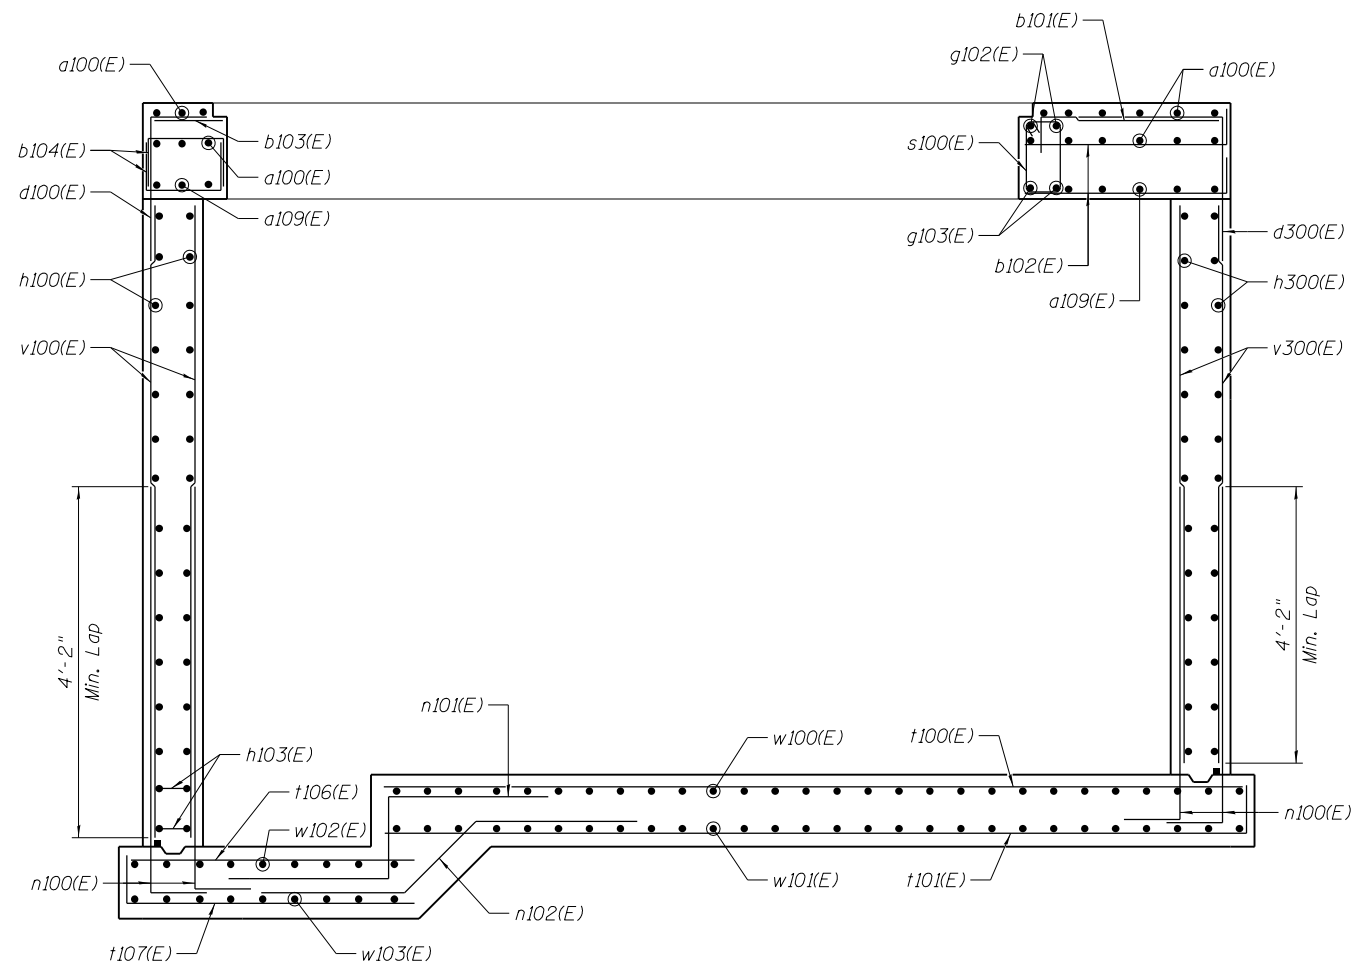 b101(E)
g102(E)
a100(E)
a100(E)
b103(E)
s100(E)
b104(E)
a100(E)
d100(E)
a109(E)
g103(E)
d300(E)
b102(E)
h100(E)
h300(E)
a109(E)
v100(E)
v300(E)
4'-2"
Min. Lap
4'-2"
Min. Lap
n101(E)
w100(E)
t100(E)
h103(E)
t106(E)
n100(E)
w102(E)
n100(E)
w101(E)
t101(E)
n102(E)
t107(E)
w103(E)